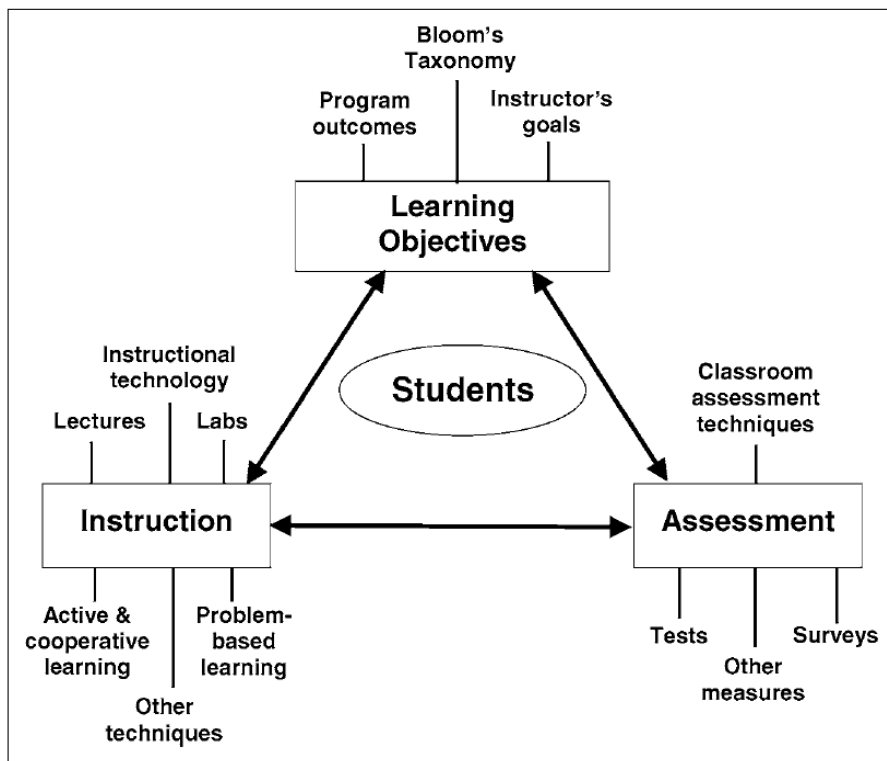 Bloom's
Taxonomy
Program
outcomes
Instructor's
goals
Learning
Objectives
Instructional
technology
Lectures
Labs
Students
Classroom
assessment
techniques
Instruction
Assessment
Active &
cooperative
learning
Problem-
based
learning
Other
techniques
Tests
Surveys
Other
measures